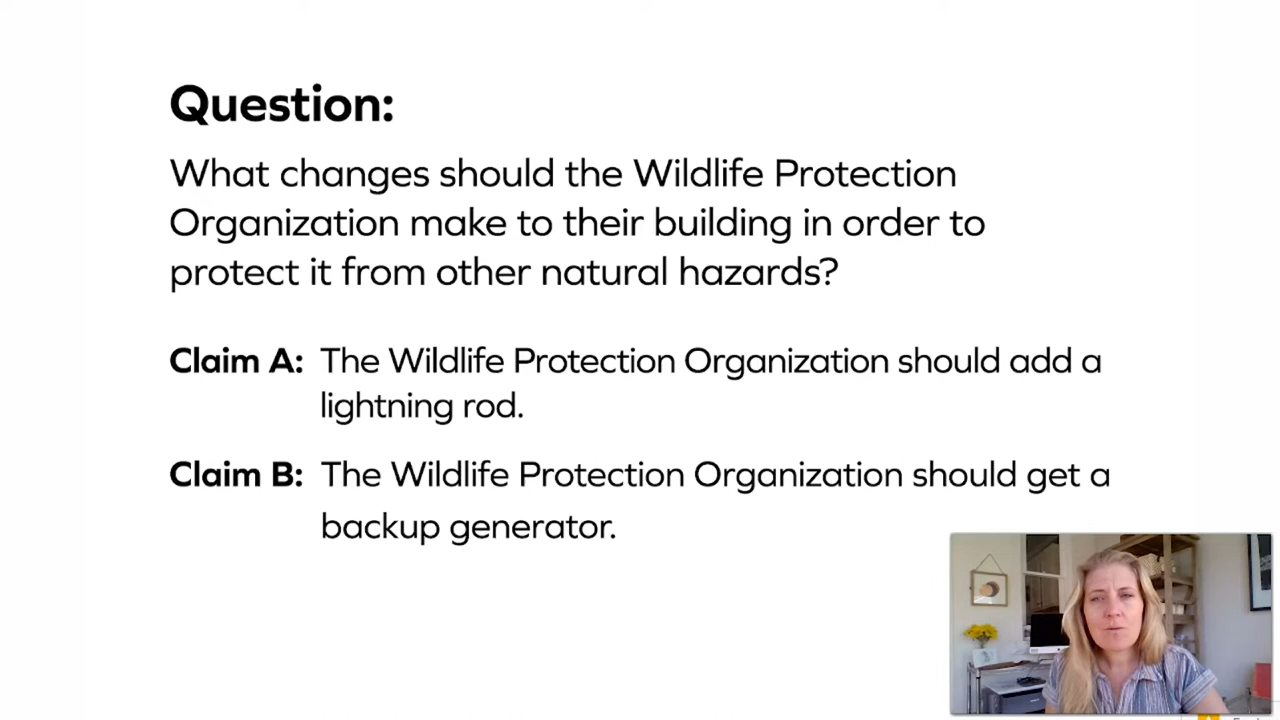 Question:
What changes should the Wildlife Protection
Organization make to their building in order to
protect it from other natural hazards?
Claim A: The Wildlife Protection Organization should add a
lightning rod.
Claim B: The Wildlife Protection Organization should get a
backup generator.